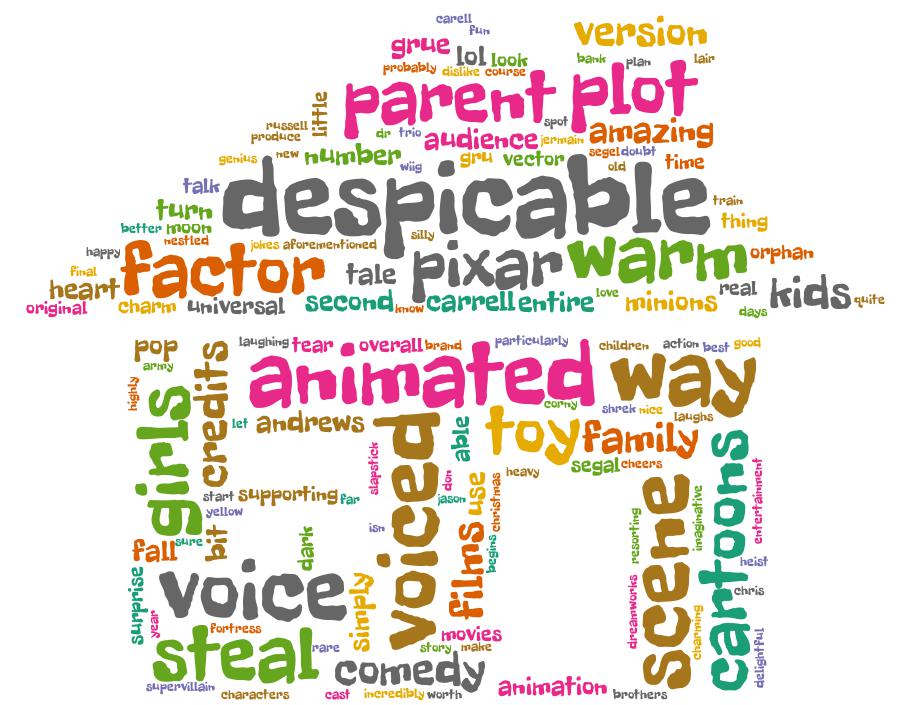 carell
fun
version
grue
lol look
bank plan lair
probably dislike course
parent plot
little
spot
russell
produce
dr trio audience jermain amazing
genius new number wiig gru vector segel doubt
old time
talk despicable train
turn thing
better moon
nestled jokes aforementioned silly
happy factor tale pixar warm orphan
final
heart real kids quite
original charm universal second know carrell entire love minions days
pop credits laughing tear overall brand particularly children action best good
army animated way
highly girls corny shrek nice laughs
let andrews voiced able toy family cartoons
slapstick segal cheers
don heavy scene entertainment
start supporting far jason use christmas
yellow imaginative
isn films resorting
bit dark begins
fall sure heist
surprise voice simply dreamworks chris
year
fortress movies charming
steal rare story make delightful
comedy
supervillain characters cast incredibly worth animation brothers